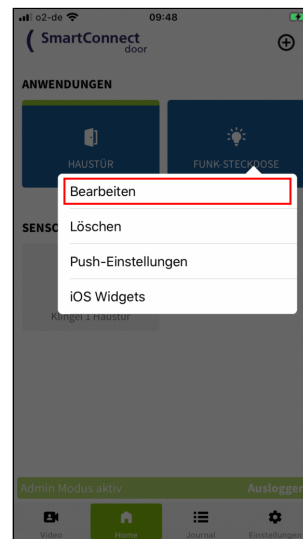 o2-de 09:48
SmartConnect
door
ANWENDUNGEN
HAUSTÜR FUNK-STECKDOSE
Bearbeiten
Löschen
Push-Einstellungen
iOS Widgets
Klingel 1 Haustür
Admin Modus aktiv Ausloggen
Video Home Journal Einstellungen